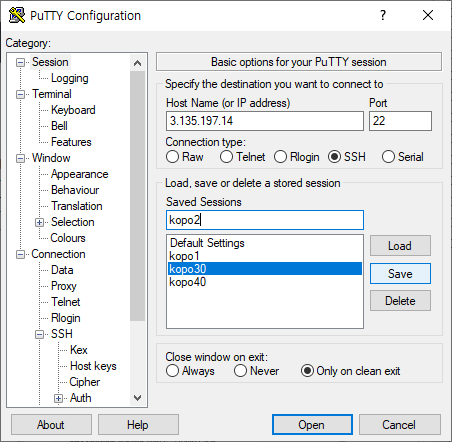 PuTTY Configuration
Category:
Session
Logging
Terminal
Keyboard
Bell
Features
Window
Appearance
Behaviour
Translation
Selection
Colours
Connection
Data
Proxy
Telnet
Rlogin
SSH
Kex
Host keys
Cipher
Auth
Basic options for your PuTTY session
Specify the destination you want to connect to
Host Name (or IP address) Port
3.135.197.14 22
Connection type:
Raw Telnet Rlogin SSH Serial
Load, save or delete a stored session
Saved Sessions
kopo2
Default Settings
kopo1
kopo30
kopo40
Load
Save
Delete
Close window on exit:
Always Never Only on clean exit
About Help Open Cancel